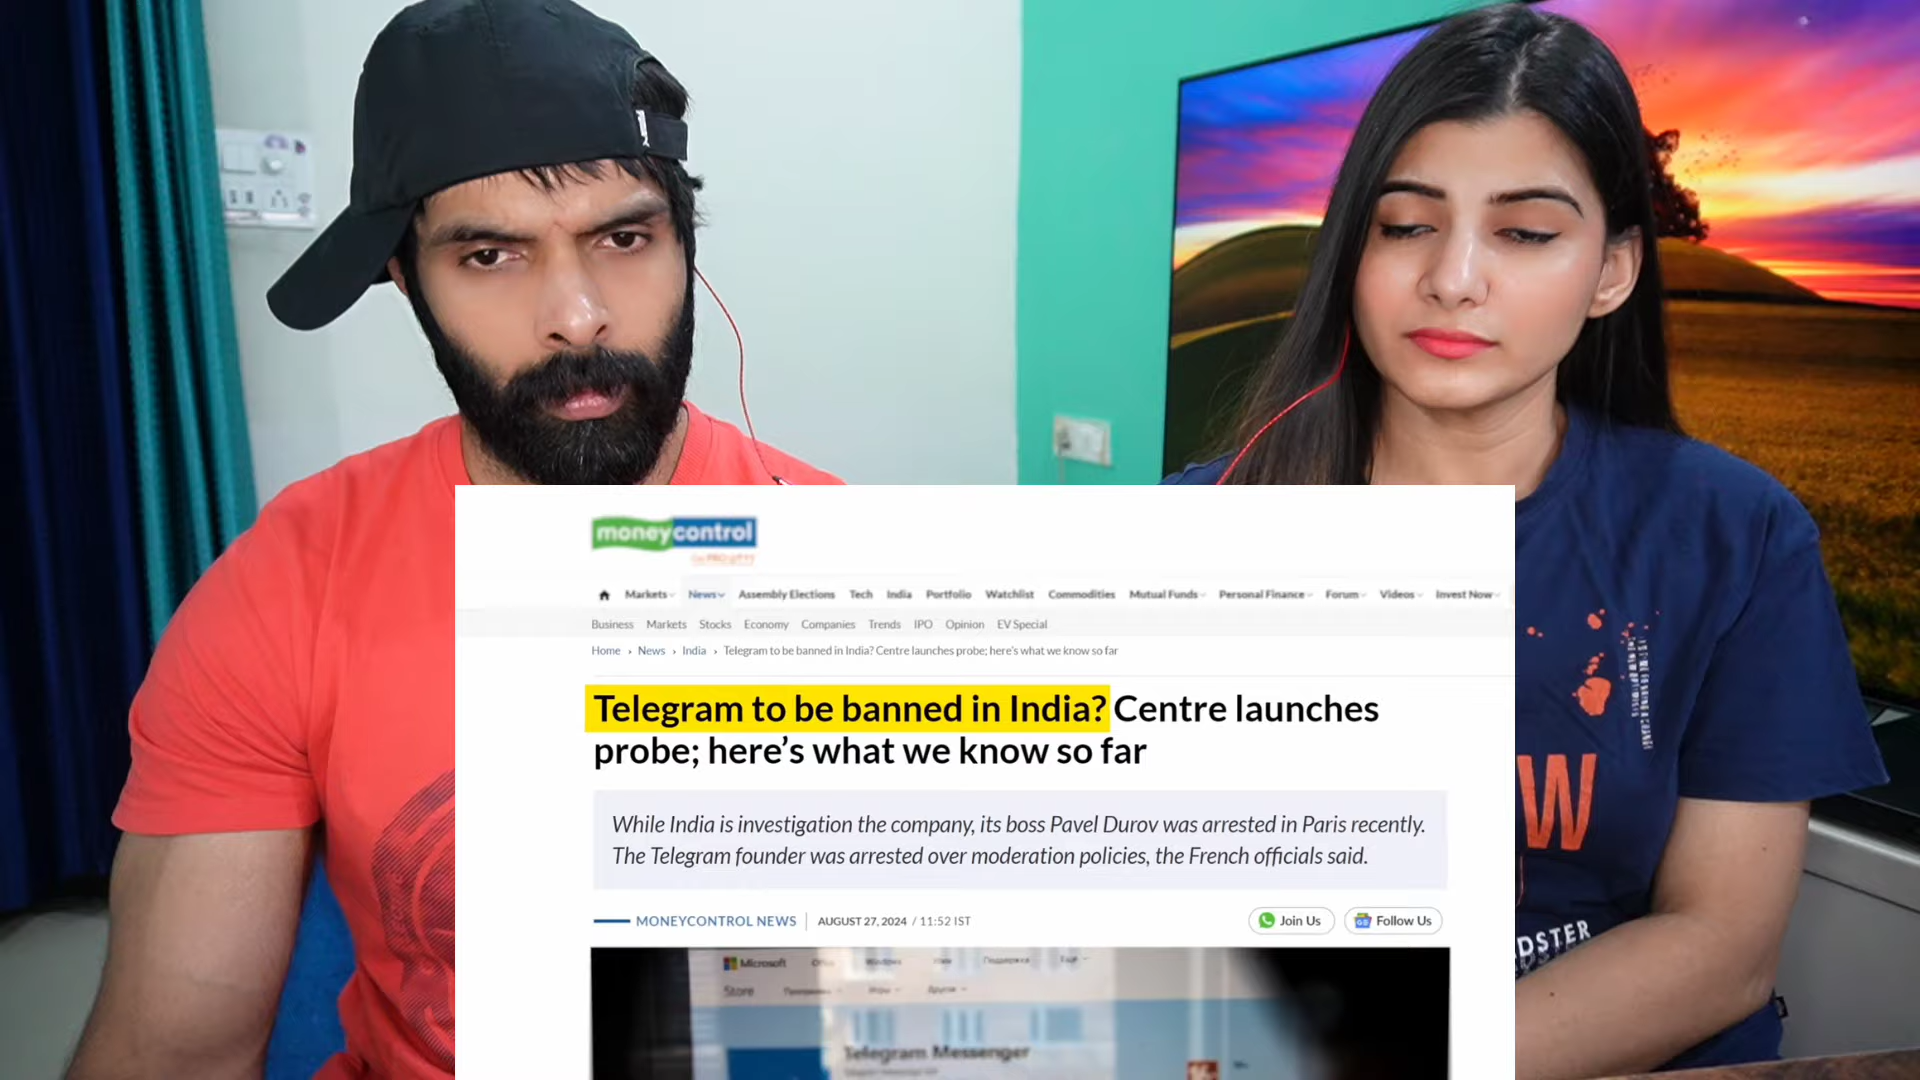 moneycontrol
Markets News Assembly Elections Tech India Portfolio Watchlist Commodities Mutual Funds Personal Finance Forum Videos Invest Now
Business Markets Stocks Economy Companies Trends IPO Opinion EV Special
Home › News › India › Telegram to be banned in India? Centre launches probe; here's what we know so far
Telegram to be banned in India? Centre launches
probe; here's what we know so far
While India is investigation the company, its boss Pavel Durov was arrested in Paris recently.
The Telegram founder was arrested over moderation policies, the French officials said.
MONEYCONTROL NEWS | AUGUST 27, 2024 / 11:52 IST
Join Us
Follow Us
Microsoft
Windows
Поддержка
Store
Игры
Другие
Telegram Messenger
W
DSTER